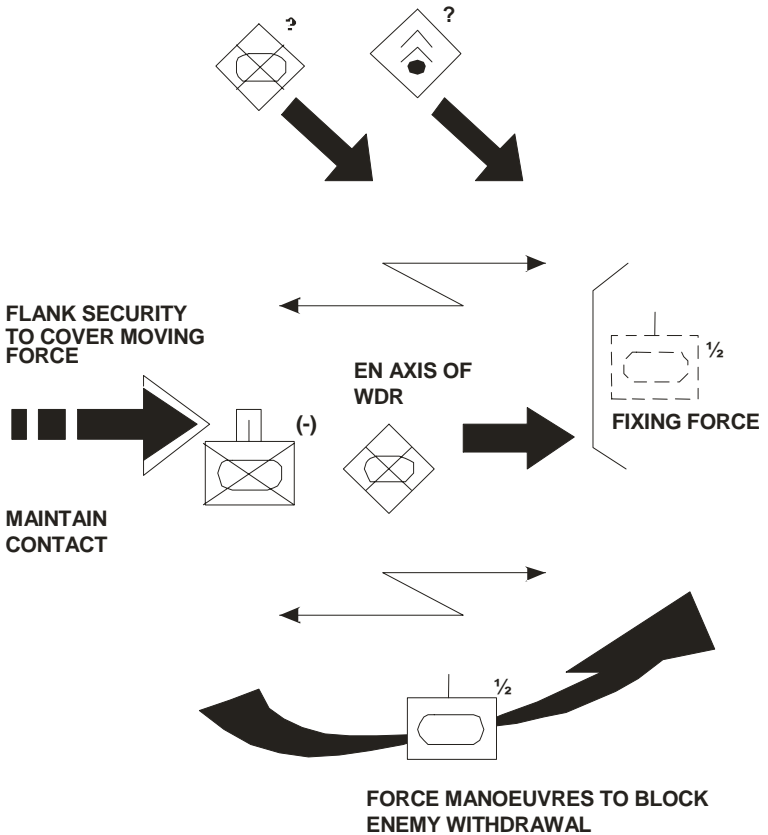 ?
?
FLANK SECURITY
TO COVER MOVING
FORCE
½
(-)
EN AXIS OF
WDR
FIXING FORCE
MAINTAIN
CONTACT
½
FORCE MANOEUVRES TO BLOCK
ENEMY WITHDRAWAL